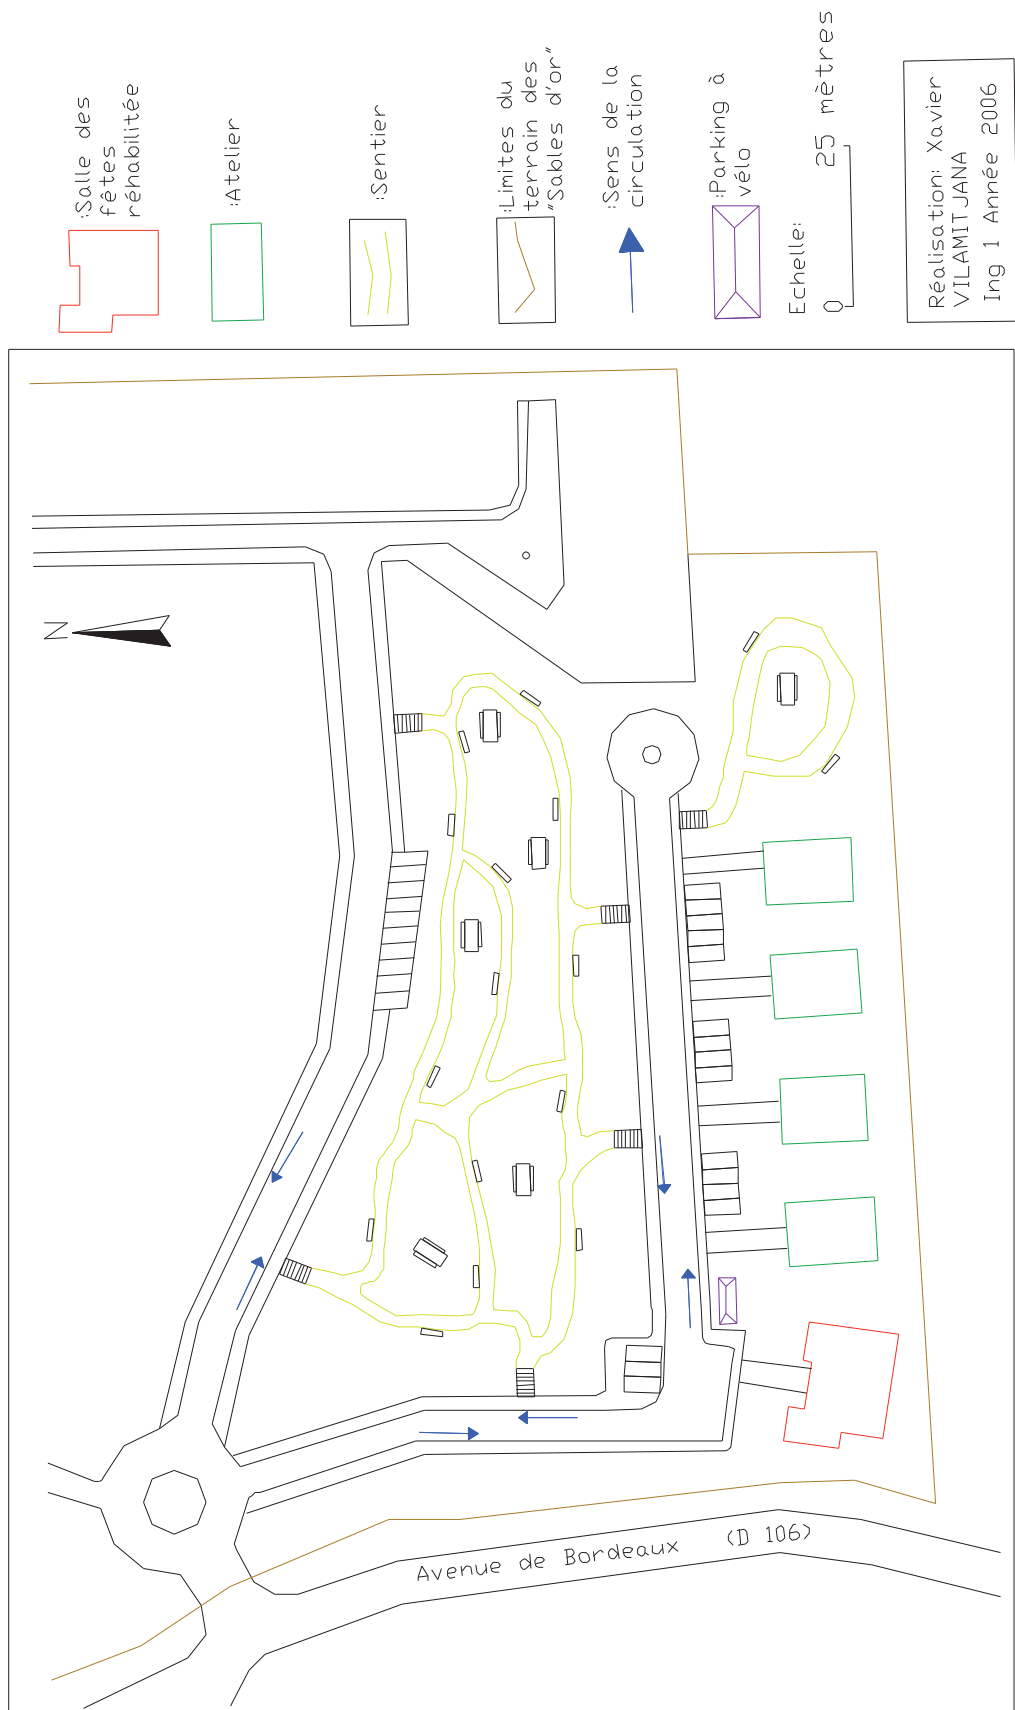 :Salle des
fêtes
réhabilitée
:Atelier
:Sentier
:Limites du
terrain des
"Sables d'or"
:Sens de la
circulation
:Parking à
vélo
Echelle:
0 25 mètres
Réalisation: Xavier
VILAMITJANA
Ing 1 Année 2006
N
Avenue de Bordeaux (D 106)